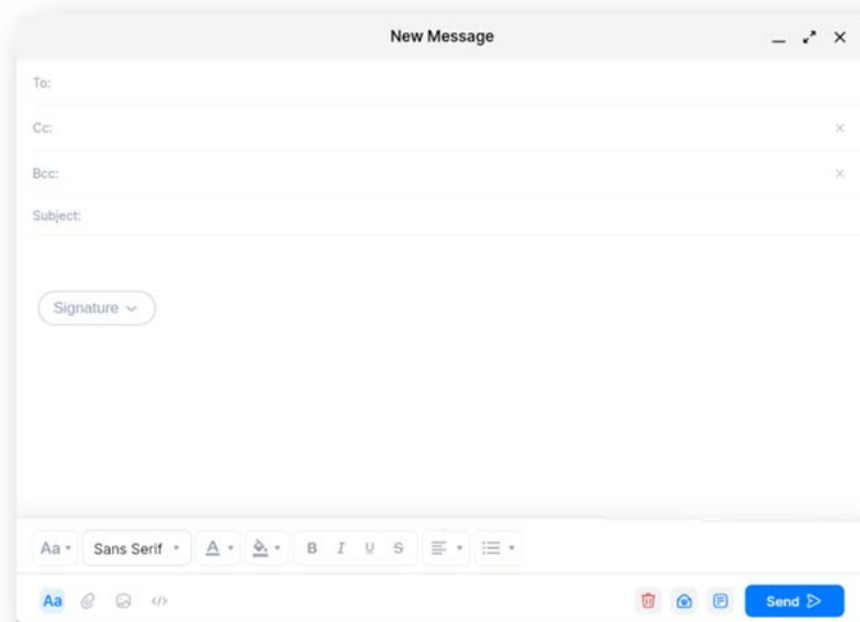 New Message
To:
Cc:
Bcc:
Subject:
Signature
Aa Sans Serif A B I U S
Aa </> Send